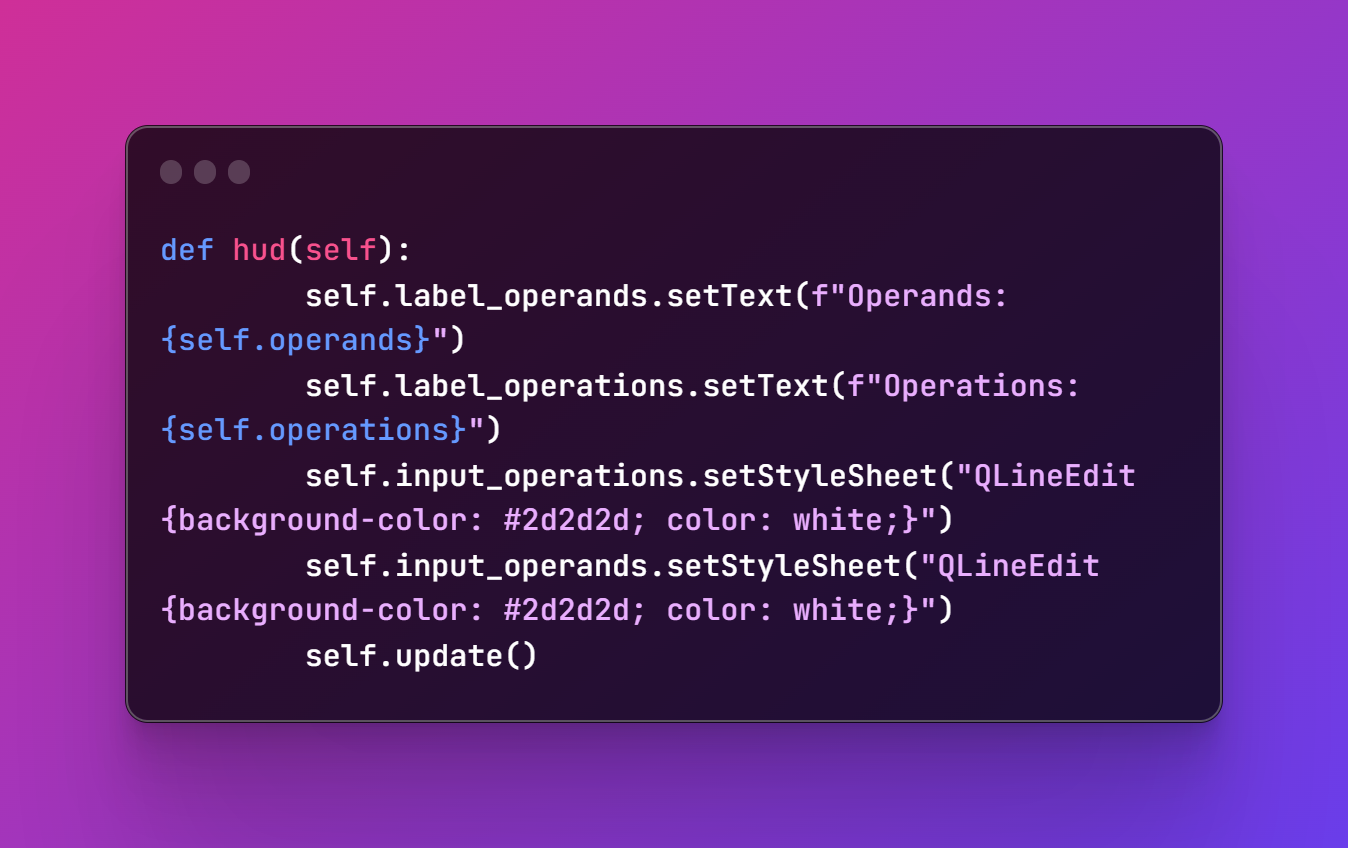 def hud(self):
        self.label_operands.setText(f"Operands:
{self.operands}")
        self.label_operations.setText(f"Operations:
{self.operations}")
        self.input_operations.setStyleSheet("QLineEdit
{background-color: #2d2d2d; color: white;}")
        self.input_operands.setStyleSheet("QLineEdit
{background-color: #2d2d2d; color: white;}")
        self.update()